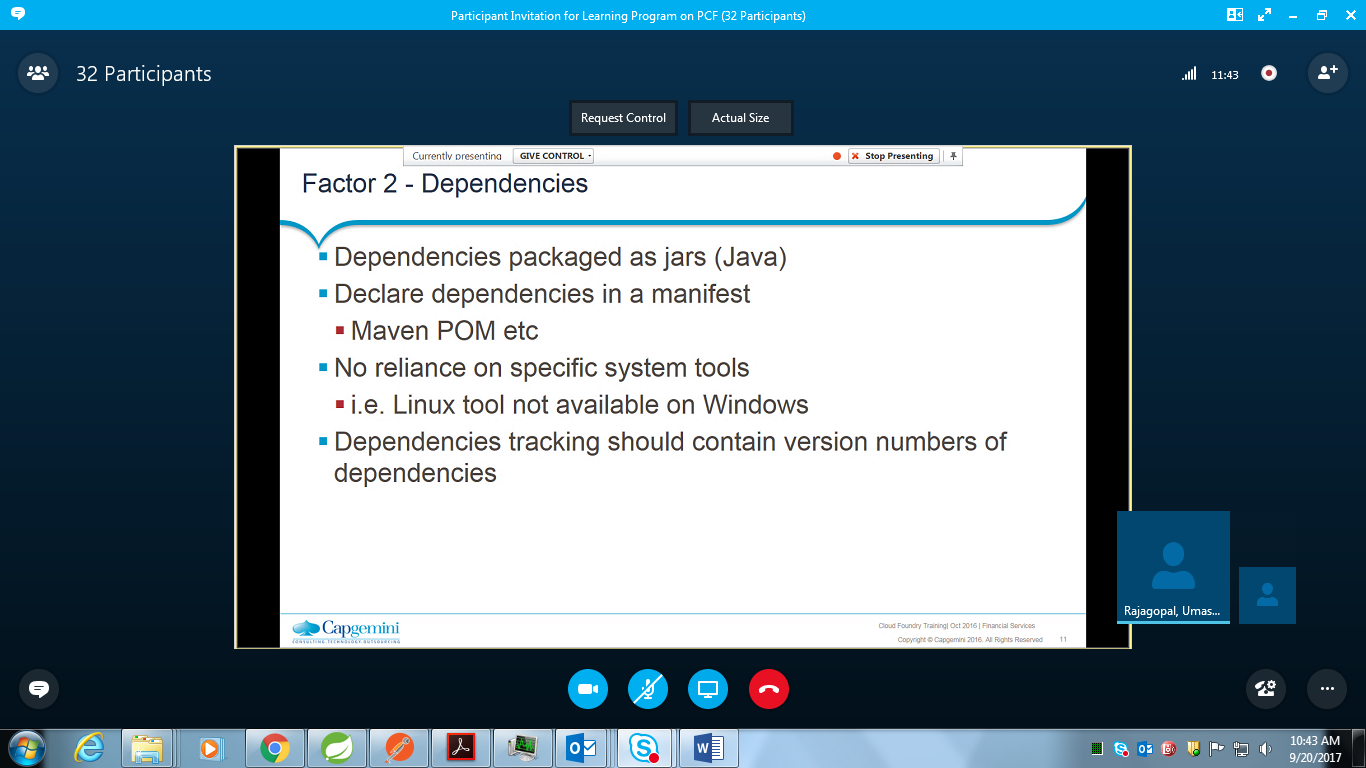 Participant Invitation for Learning Program on PCF (32 Participants)
32 Participants
11:43
Request Control
Actual Size
Currently presenting
GIVE CONTROL
Stop Presenting
Factor 2 - Dependencies
Dependencies packaged as jars (Java)
Declare dependencies in a manifest
Maven POM etc
No reliance on specific system tools
i.e. Linux tool not available on Windows
Dependencies tracking should contain version numbers of
dependencies
Rajagopal, Umas...
Capgemini
CONSULTING.TECHNOLOGY.OUTSOURCING
Cloud Foundry Training| Oct 2016 | Financial Services
Copyright © Capgemini 2016. All Rights Reserved
11
10:43 AM
9/20/2017